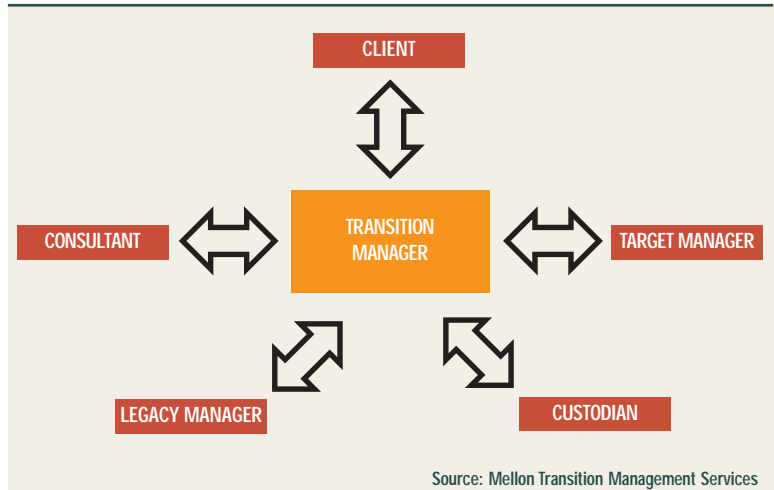 CLIENT
CONSULTANT
TRANSITION
MANAGER
TARGET MANAGER
LEGACY MANAGER
CUSTODIAN
Source: Mellon Transition Management Services